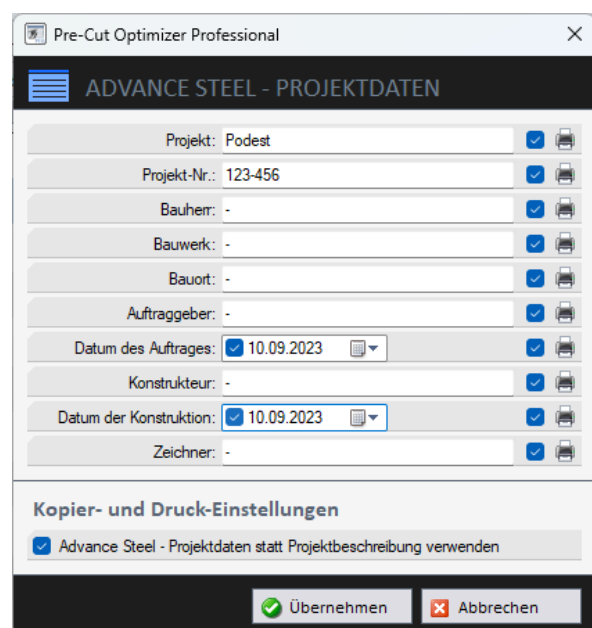 Pre-Cut Optimizer Professional
ADVANCE STEEL - PROJEKTDATEN
Projekt: Podest
Projekt-Nr.: 123-456
Bauherr: -
Bauwerk: -
Bauort: -
Auftraggeber: -
Datum des Auftrages: 10.09.2023
Konstrukteur: -
Datum der Konstruktion: 10.09.2023
Zeichner: -
Kopier- und Druck-Einstellungen
Advance Steel - Projektdaten statt Projektbeschreibung verwenden
Übernehmen Abbrechen